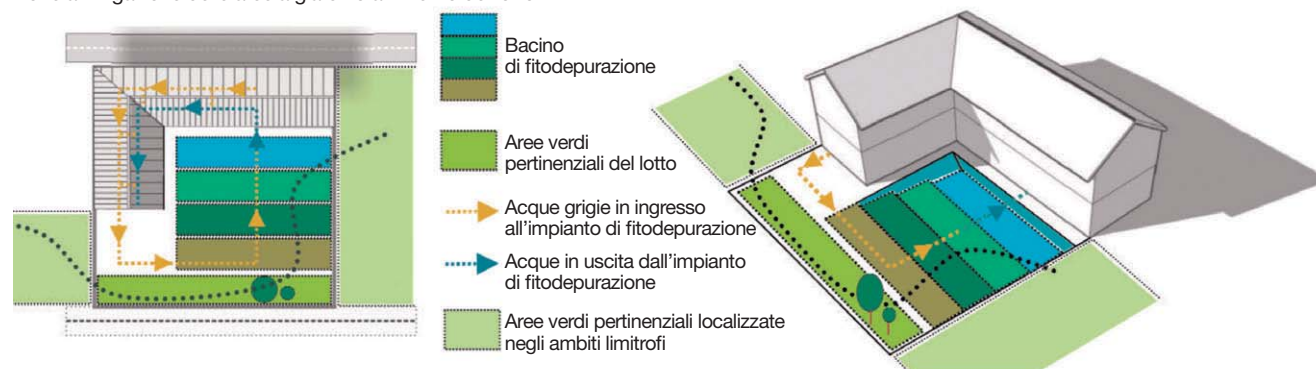 Bacino
di fitodepurazione
Aree verdi
pertinenziali del lotto
Acque grigie in ingresso
all’impianto di fitodepurazione
Acque in uscita dall’impianto
di fitodepurazione
Aree verdi pertinenziali localizzate
negli ambiti limitrofi